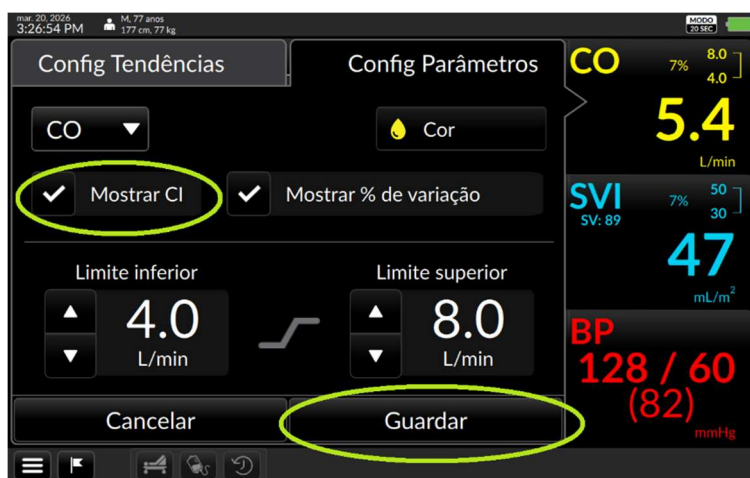 mar. 20, 2026
3:26:54 PM
M, 77 anos
177 cm, 77 kg
MODO
20 SEC
Config Tendências
Config Parâmetros
CO
Cor
Mostrar CI
Mostrar % de variação
Limite inferior
4.0
L/min
Limite superior
8.0
L/min
Cancelar
Guardar
CO
7%
8.0
4.0
5.4
L/min
SVI
SV: 89
7%
50
30
47
mL/m²
BP
128 / 60
(82)
mmHg